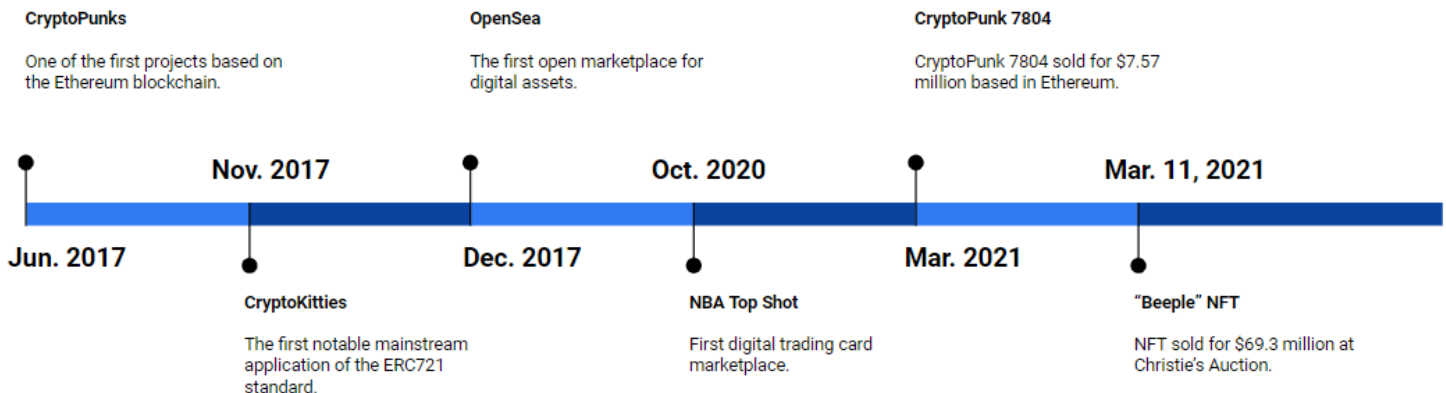 CryptoPunks
One of the first projects based on
the Ethereum blockchain.
OpenSea
The first open marketplace for
digital assets.
CryptoPunk 7804
CryptoPunk 7804 sold for $7.57
million based in Ethereum.
Nov. 2017
Oct. 2020
Mar. 11, 2021
Jun. 2017
Dec. 2017
Mar. 2021
CryptoKitties
The first notable mainstream
application of the ERC721
standard.
NBA Top Shot
First digital trading card
marketplace.
“Beeple” NFT
NFT sold for $69.3 million at
Christie’s Auction.